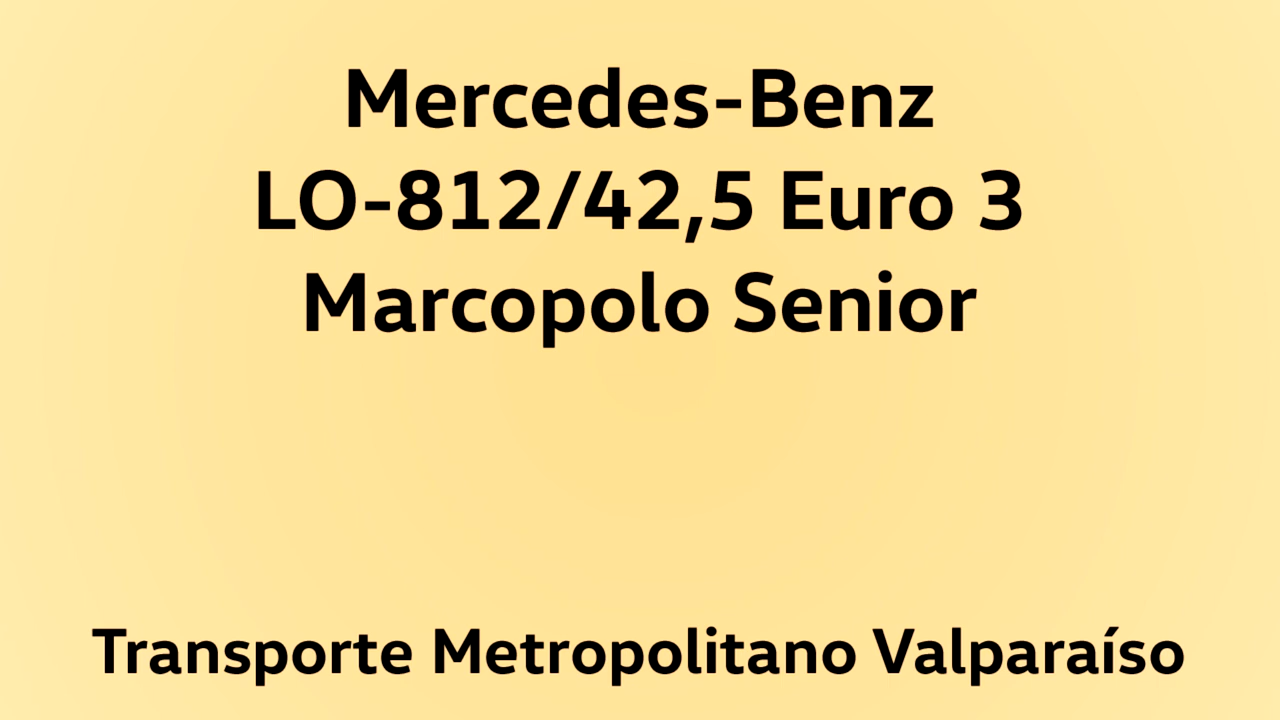 Mercedes-Benz
LO-812/42,5 Euro 3
Marcopolo Senior
Transporte Metropolitano Valparaíso